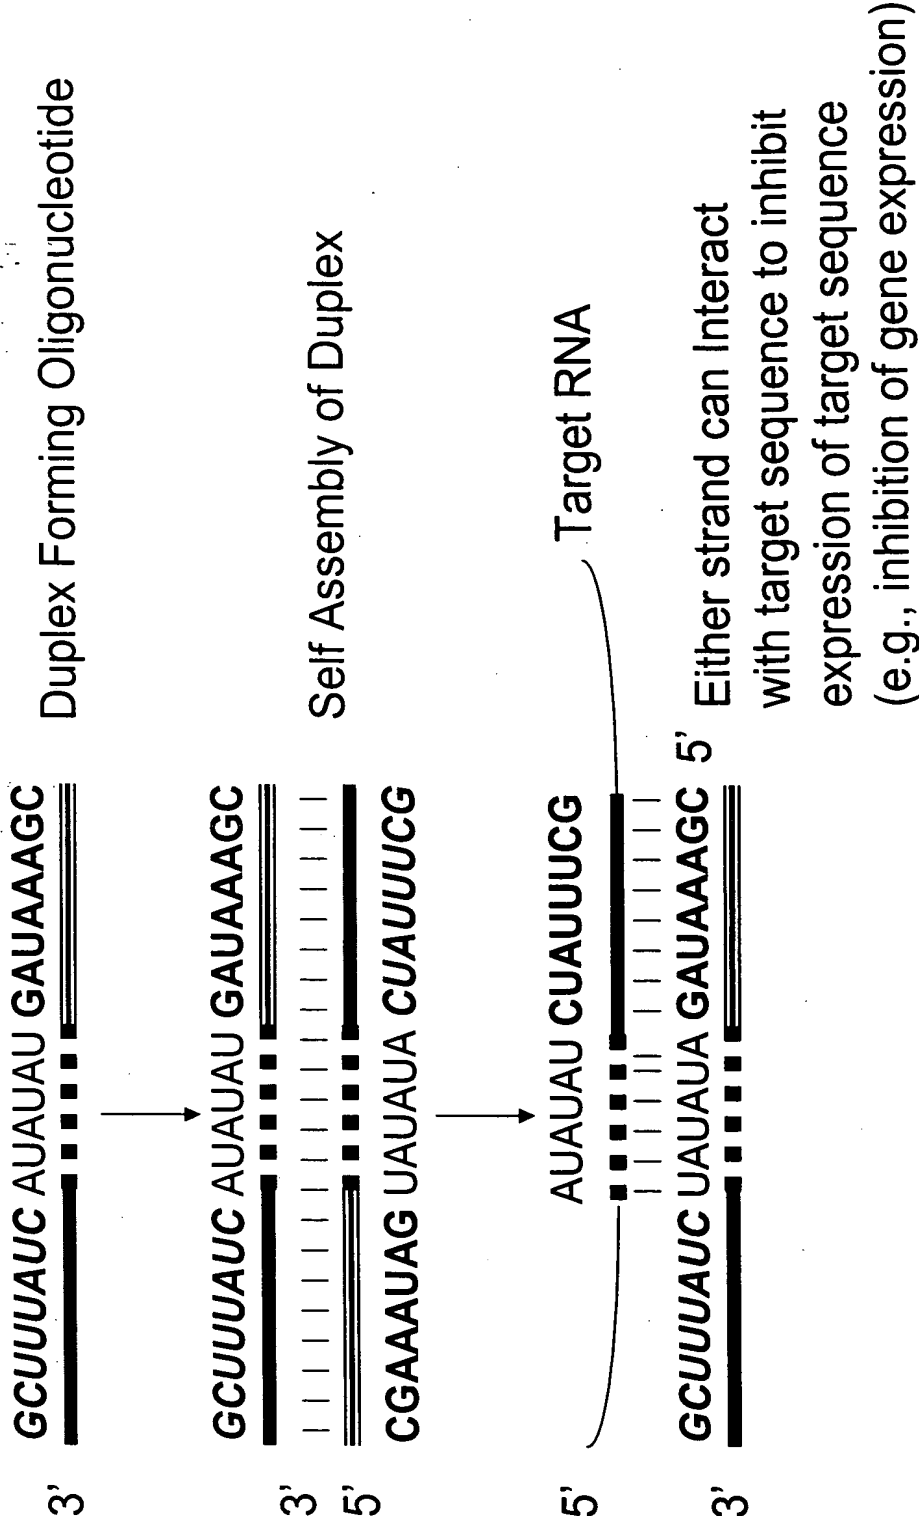 GCUUUAUC AUAUAU GAUAAAGC
3'
Duplex Forming Oligonucleotide
GCUUUAUC AUAUAU GAUAAAGC
3'
5'
Self Assembly of Duplex
CGAAAUAG UAUAUA CUAUUUCG
AUAUAU CUAUUUCG
5'
Target RNA
GCUUUAUC UAUAUA GAUAAAGC 5'
3'
Either strand can Interact
with target sequence to inhibit
expression of target sequence
(e.g., inhibition of gene expression)